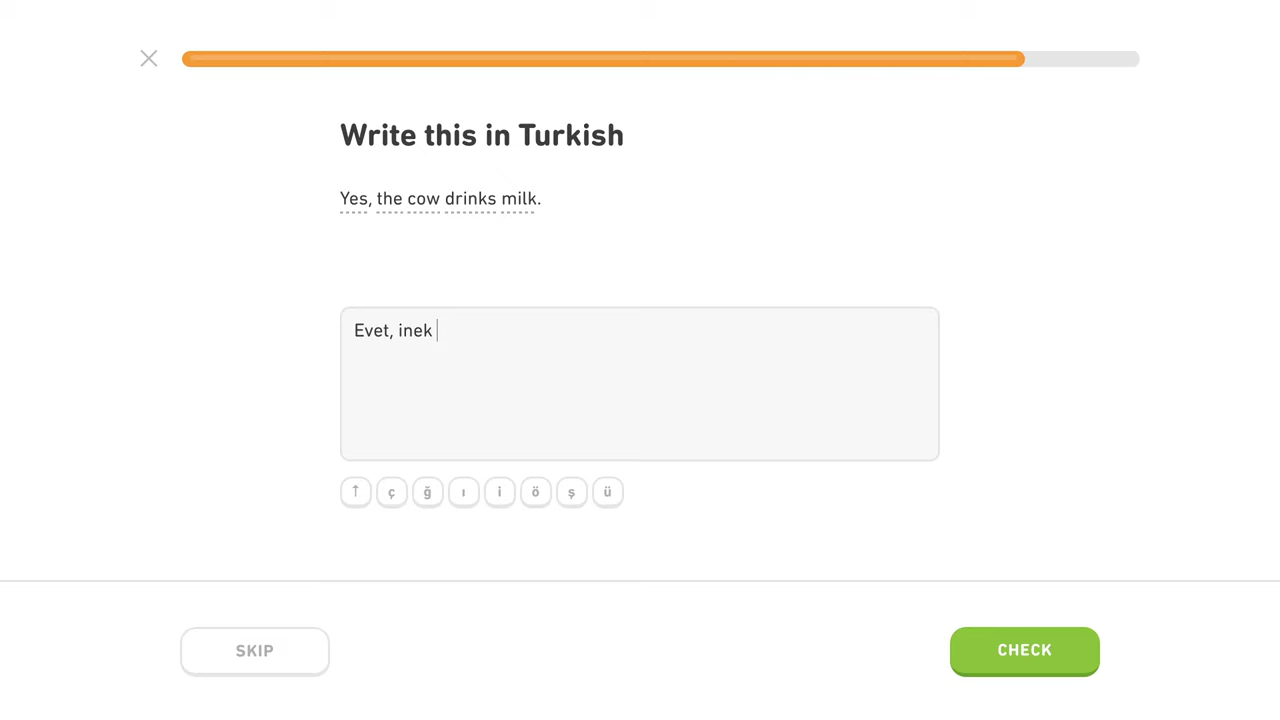 Write this in Turkish
Yes, the cow drinks milk.
Evet, inek
↑ ç ğ ı i ö ş ü
SKIP
CHECK